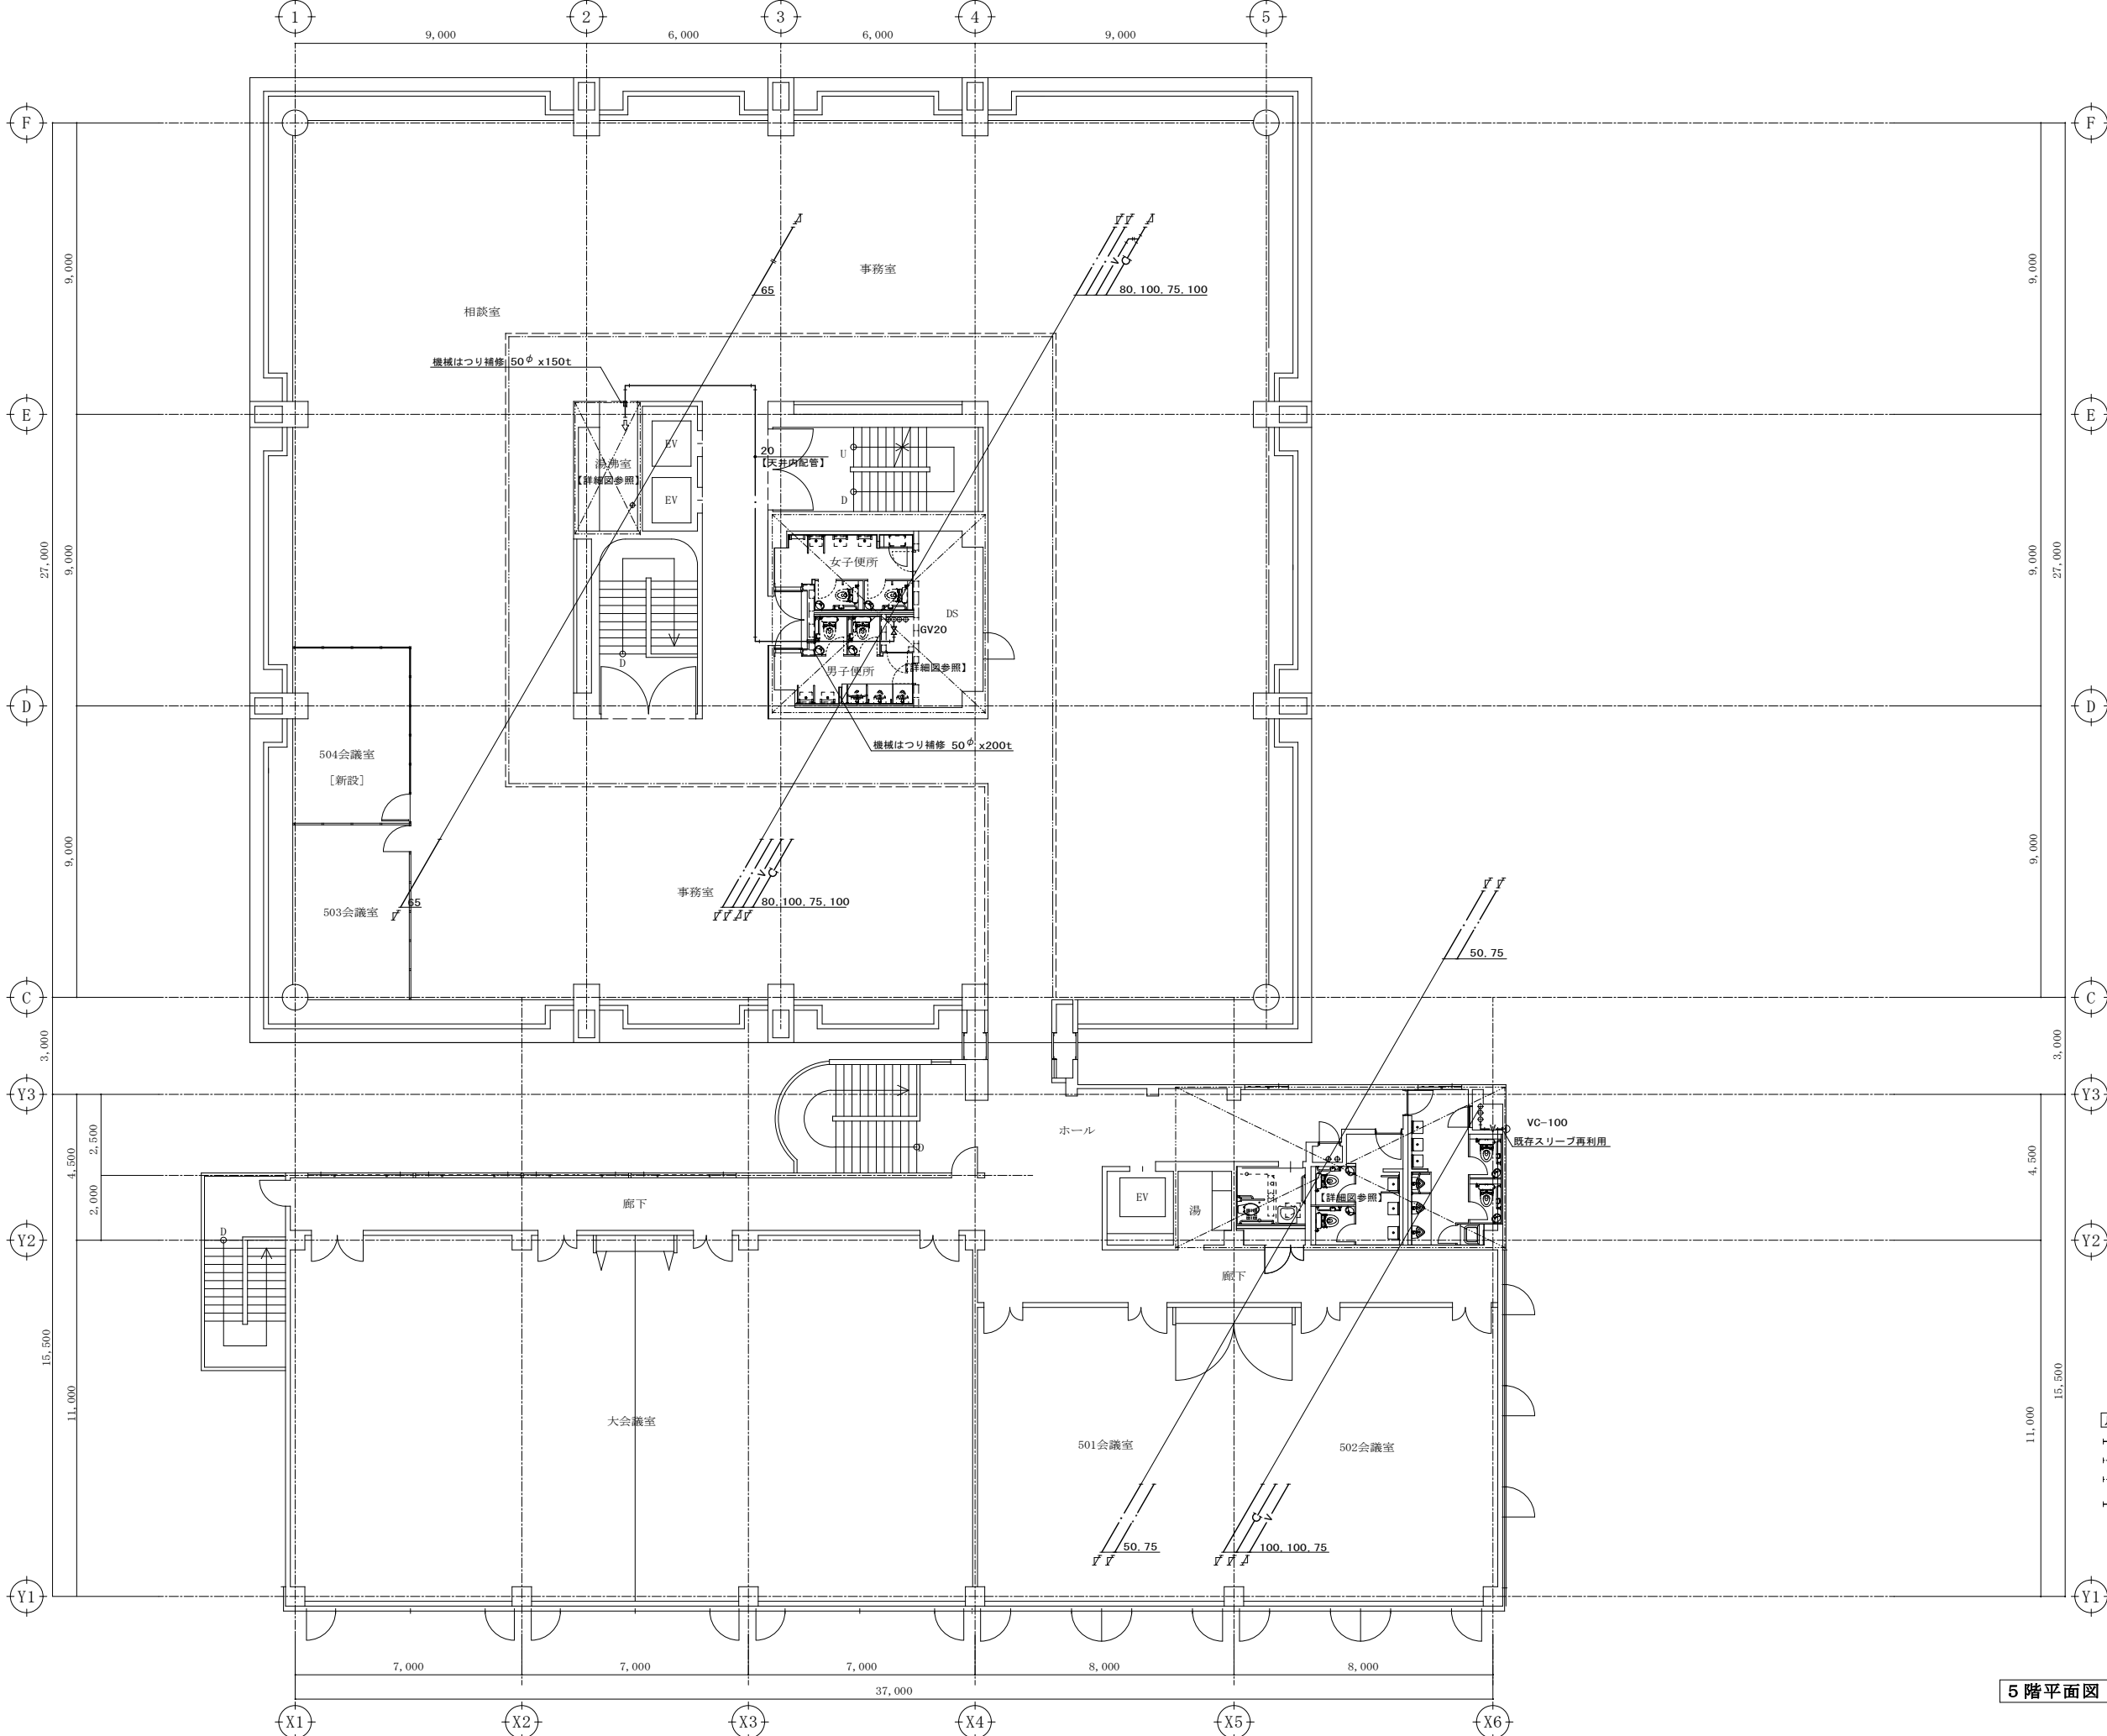 1
2
3
4
5
9,000
6,000
6,000
9,000
F
F
9,000
9,000
事務室
65
80,100,75,100
相談室
機械はつり補修 50φ x150t
E
E
EV
U
20
【天井内配管】
湯沸室
【詳細図参照】
EV
D
27,000
9,000
9,000
27,000
女子便所
DS
GV20
D
男子便所
【詳細図参照】
D
D
機械はつり補修 50φ x200t
504会議室
[新設]
9,000
9,000
事務室
65
80,100,75,100
503会議室
50,75
C
C
3,000
3,000
Y3
Y3
VC-100
既存スリーブ再利用
ホール
2,500
4,500
4,500
D
2,000
廊下
EV
湯
【詳細図参照】
D
Y2
Y2
廊下
15,500
11,000
11,000
15,500
大会議室
501会議室
502会議室
50,75
100,100,75
Y1
Y1
7,000
7,000
7,000
8,000
8,000
37,000
5階平面図
X1
X2
X3
X4
X5
X6